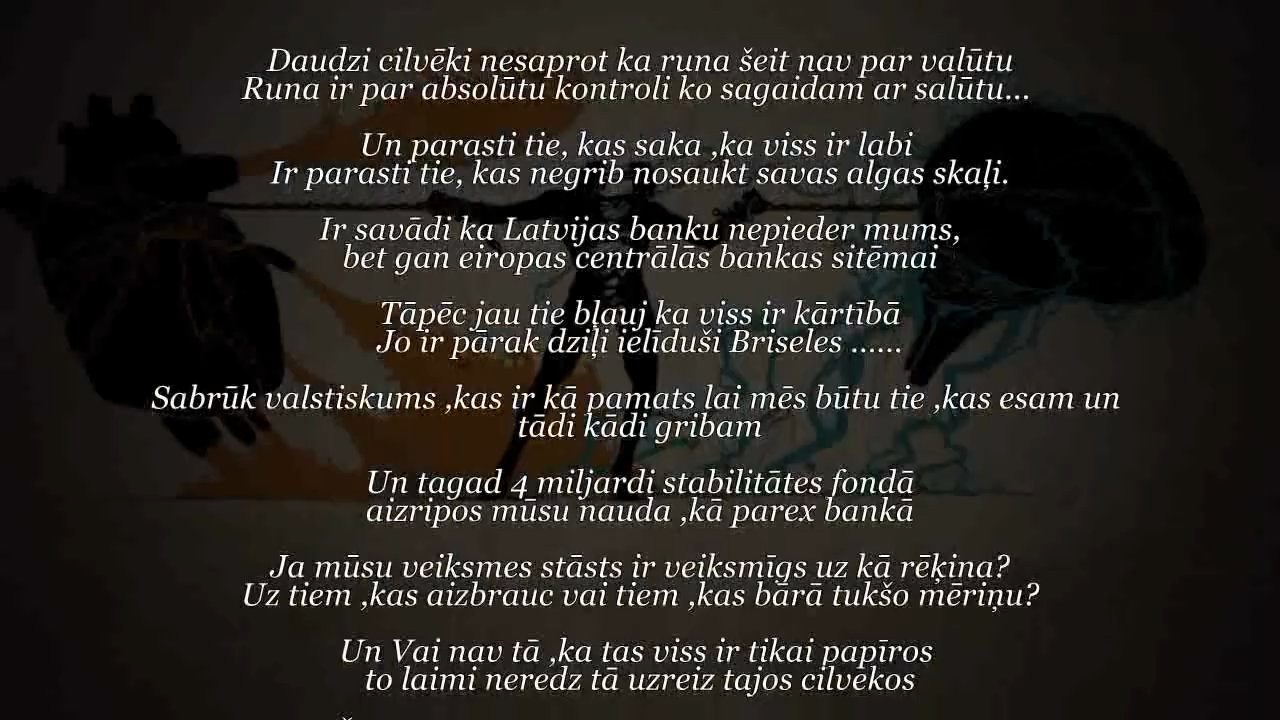 Daudzi cilvēki nesaprot ka runa šeit nav par valūtu
Runa ir par absolūtu kontroli ko sagaidam ar salūtu...
Un parasti tie, kas saka ,ka viss ir labi
Ir parasti tie, kas negrib nosaukt savas algas skaļi.
Ir savādi ka Latvijas banku nepieder mums,
bet gan eiropas centrālās bankas sitēmai
Tāpēc jau tie bļauj ka viss ir kārtībā
Jo ir pārak dziļi ielīduši Briseles ......
Sabrūk valstiskums ,kas ir kā pamats lai mēs būtu tie ,kas esam un
tādi kādi gribam
Un tagad 4 miljardi stabilitātes fondā
aizripos mūsu nauda ,kā parex bankā
Ja mūsu veiksmes stāsts ir veiksmīgs uz kā rēķina?
Uz tiem ,kas aizbrauc vai tiem ,kas bārā tukšo mēriņu?
Un Vai nav tā ,ka tas viss ir tikai papīros
to laimi neredz tā uzreiz tajos cilvēkos